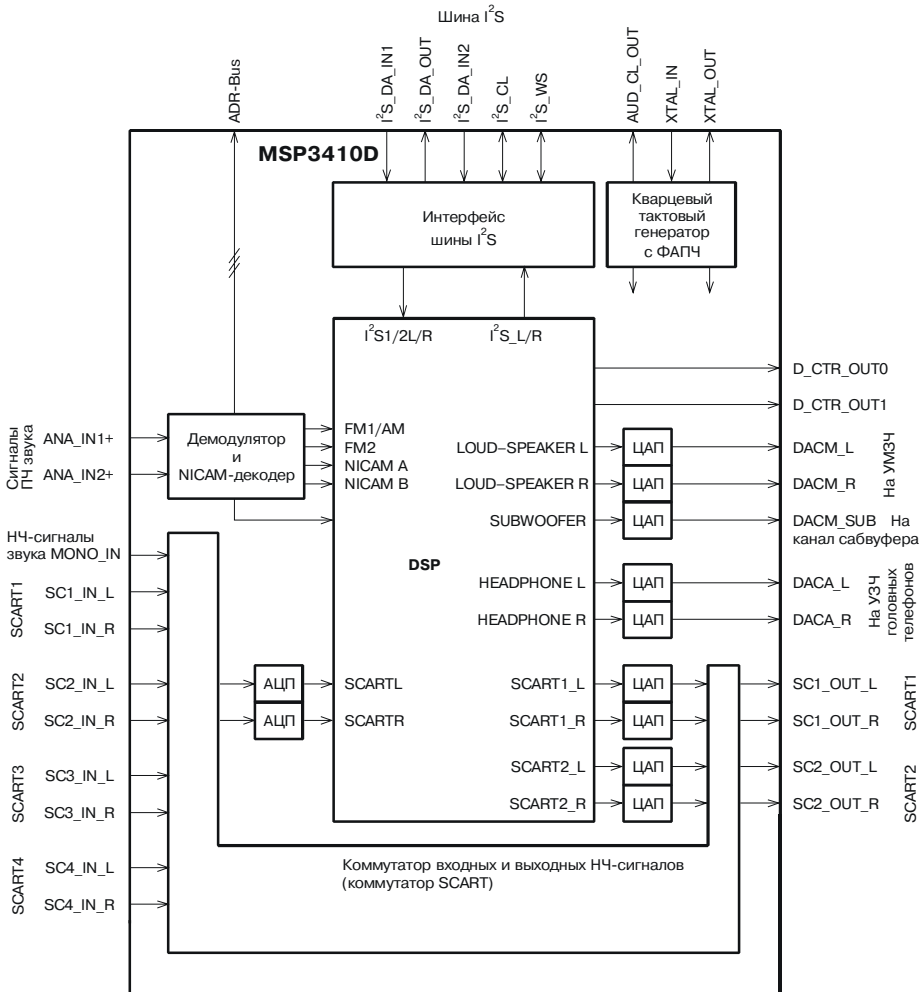 Шина I²S
ADR-Bus
I²S_DA_IN1
I²S_DA_OUT
I²S_DA_IN2
I²S_CL
I²S_WS
AUD_CL_OUT
XTAL_IN
XTAL_OUT
MSP3410D
Интерфейс
шины I²S
Кварцевый
тактовый
генератор
с ФАПЧ
I²S1/2L/R
I²S_L/R
D_CTR_OUT0
D_CTR_OUT1
Сигналы
ПЧ звука
ANA_IN1+
ANA_IN2+
Демодулятор
и
NICAM-декодер
FM1/AM
FM2
NICAM A
NICAM B
LOUD–SPEAKER L
ЦАП
DACM_L
LOUD–SPEAKER R
ЦАП
DACM_R
На УМЗЧ
SUBWOOFER
ЦАП
DACM_SUB На
канал сабвуфера
НЧ-сигналы
звука MONO_IN
DSP
SCART1
SC1_IN_L
SC1_IN_R
HEADPHONE L
ЦАП
DACA_L
HEADPHONE R
ЦАП
DACA_R
На УЗЧ
головных
телефонов
SCART2
SC2_IN_L
SC2_IN_R
АЦП
АЦП
SCARTL
SCARTR
SCART1_L
ЦАП
SC1_OUT_L
SCART1_R
ЦАП
SC1_OUT_R
SCART1
SCART3
SC3_IN_L
SC3_IN_R
SCART2_L
ЦАП
SC2_OUT_L
SCART2_R
ЦАП
SC2_OUT_R
SCART2
SCART4
SC4_IN_L
SC4_IN_R
Коммутатор входных и выходных НЧ-сигналов
(коммутатор SCART)